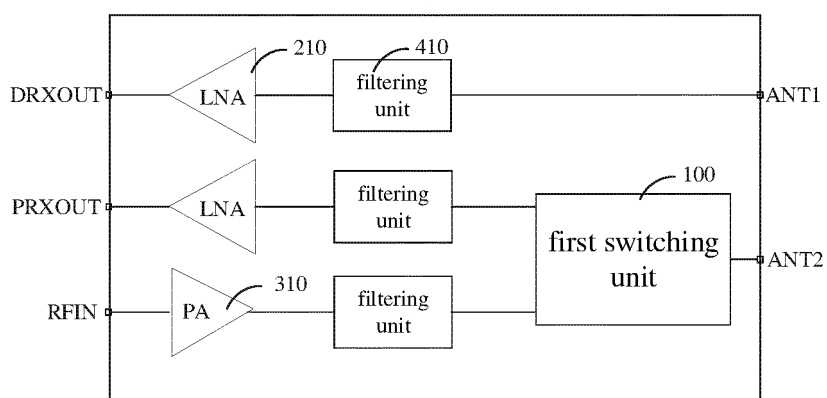 210
410
DRXOUT
LNA
filtering
unit
ANT1
PRXOUT
LNA
filtering
unit
100
first switching
unit
ANT2
RFIN
PA
310
filtering
unit